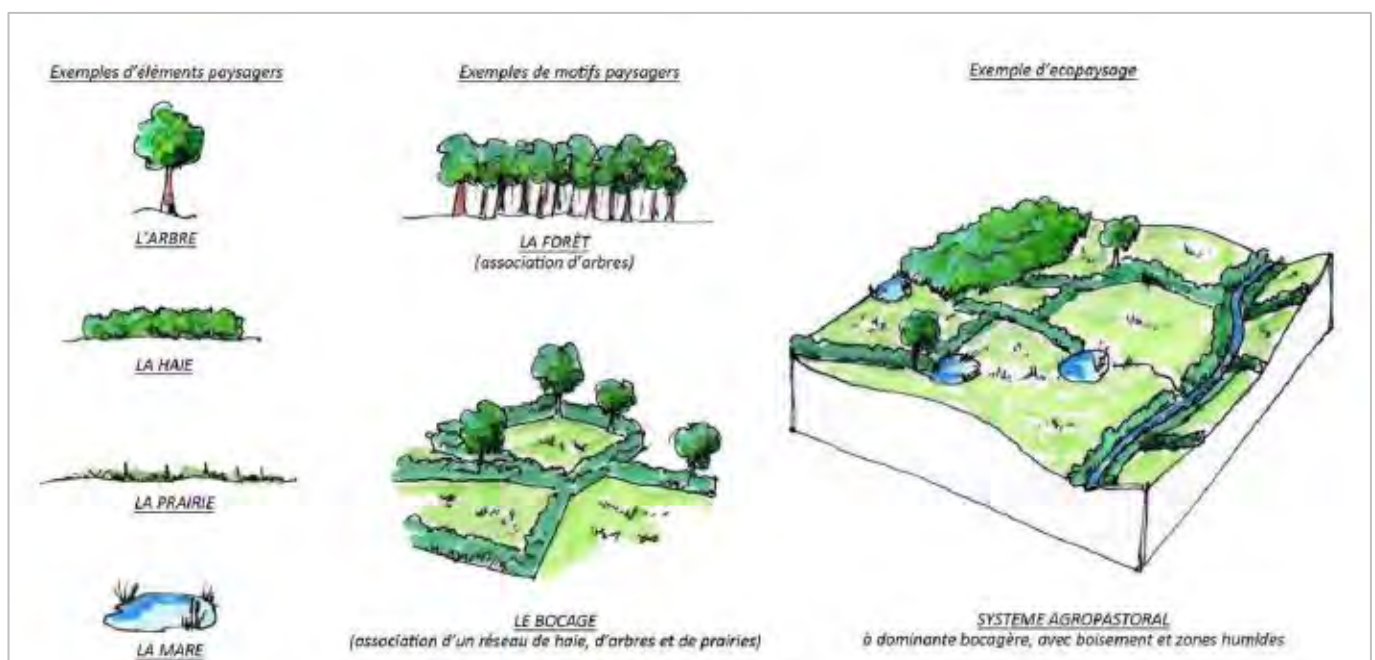 Exemples d'éléments paysagers
L'ARBRE
LA HAIE
LA PRAIRIE
LA MARE
Exemples de motifs paysagers
LA FORÊT
(association d'arbres)
LE BOCAGE
(association d'un réseau de haie, d'arbres et de prairies)
Exemple d'ecopaysage
SYSTEME AGROPASTORAL
à dominante bocagère, avec boisement et zones humides